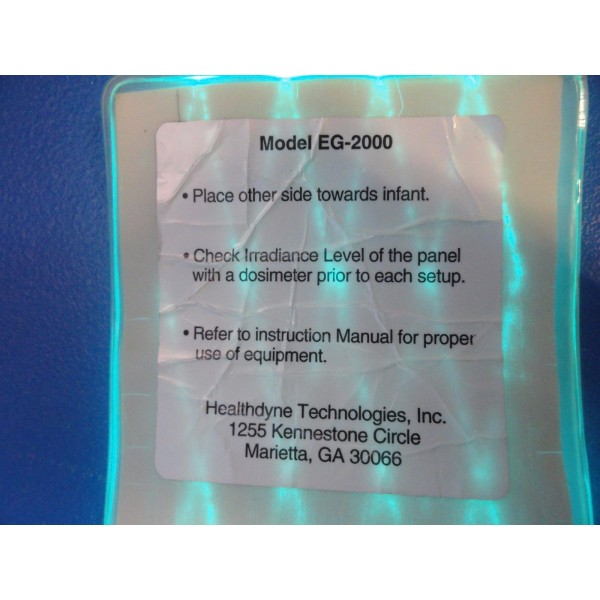 Model EG-2000
• Place other side towards infant.
• Check Irradiance Level of the panel
with a dosimeter prior to each setup.
• Refer to instruction Manual for proper
use of equipment.
Healthdyne Technologies, Inc.
1255 Kennestone Circle
Marietta, GA 30066